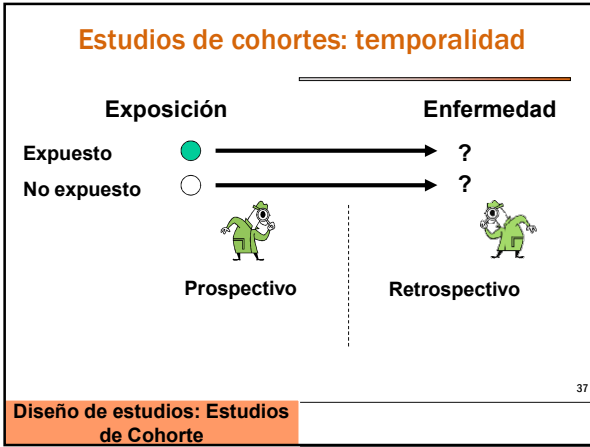 Estudios de cohortes: temporalidad
Exposición Enfermedad
Expuesto ?
No expuesto ?
Prospectivo Retrospectivo
37
Diseño de estudios: Estudios
de Cohorte